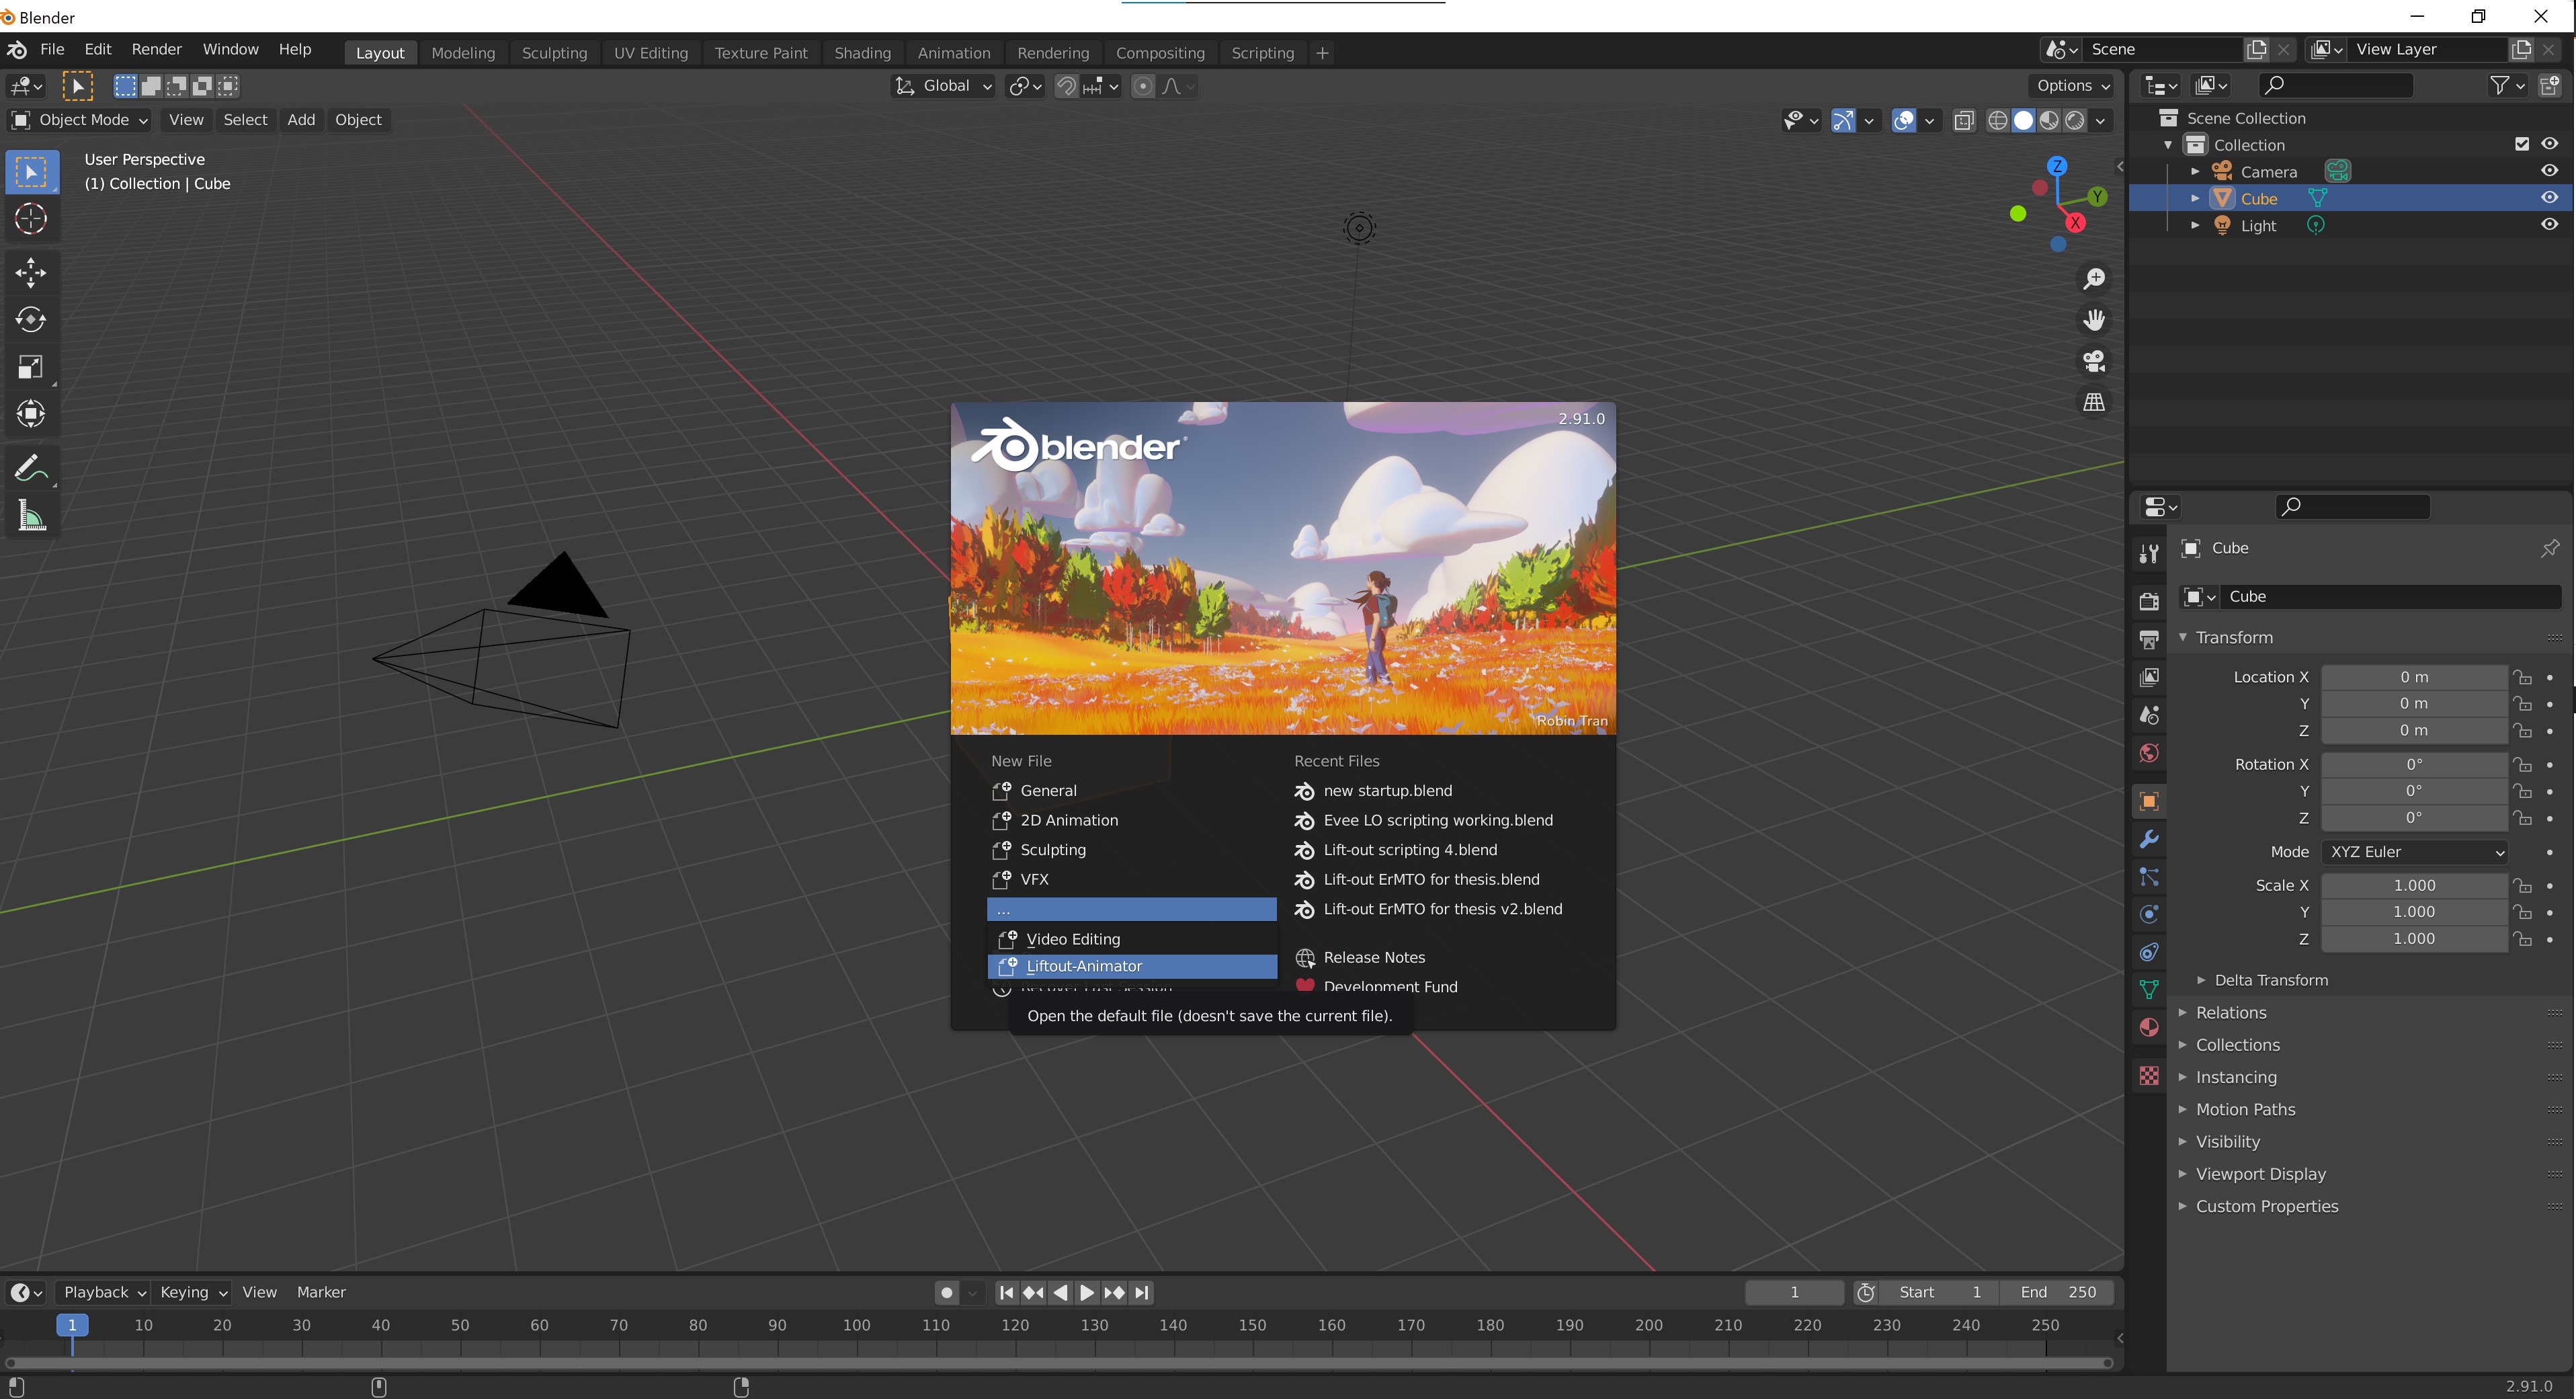 Blender
File Edit Render Window Help Layout Modeling Sculpting UV Editing Texture Paint Shading Animation Rendering Compositing Scripting + Scene View Layer
Global Options
Object Mode View Select Add Object
User Perspective
(1) Collection | Cube
Z
Y
X
Scene Collection
Collection
Camera
Cube
Light
2.91.0
blender
Robin Tran
New File
General
2D Animation
Sculpting
VFX
...
Video Editing
Liftout-Animator
Recent Files
new startup.blend
Evee LO scripting working.blend
Lift-out scripting 4.blend
Lift-out ErMTO for thesis.blend
Lift-out ErMTO for thesis v2.blend
Release Notes
Development Fund
Open the default file (doesn't save the current file).
Cube
Cube
Transform
Location X 0 m
Y 0 m
Z 0 m
Rotation X 0°
Y 0°
Z 0°
Mode XYZ Euler
Scale X 1.000
Y 1.000
Z 1.000
Delta Transform
Relations
Collections
Instancing
Motion Paths
Visibility
Viewport Display
Custom Properties
Playback Keying View Marker 1 Start 1 End 250
1 10 20 30 40 50 60 70 80 90 100 110 120 130 140 150 160 170 180 190 200 210 220 230 240 250
2.91.0